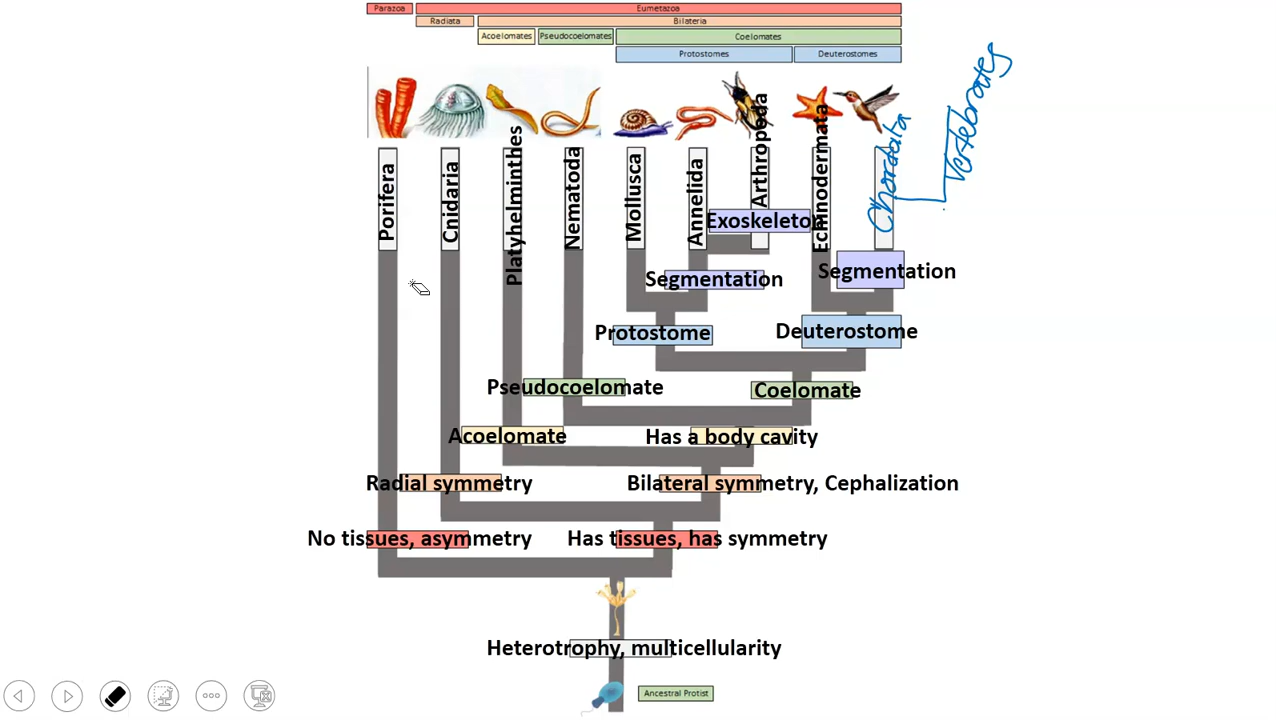 Parazoa Eumetazoa
Radiata Bilateria
Acoelomates Pseudocoelomates Coelomates
Protostomes Deuterostomes
Porifera
Cnidaria
Platyhelminthes
Nematoda
Mollusca
Annelida
Arthropoda
Echinodermata
Chordata
Vertebrates
Exoskeleton
Segmentation Segmentation
Protostome Deuterostome
Pseudocoelomate Coelomate
Acoelomate Has a body cavity
Radial symmetry Bilateral symmetry, Cephalization
No tissues, asymmetry Has tissues, has symmetry
Heterotrophy, multicellularity
Ancestral Protist